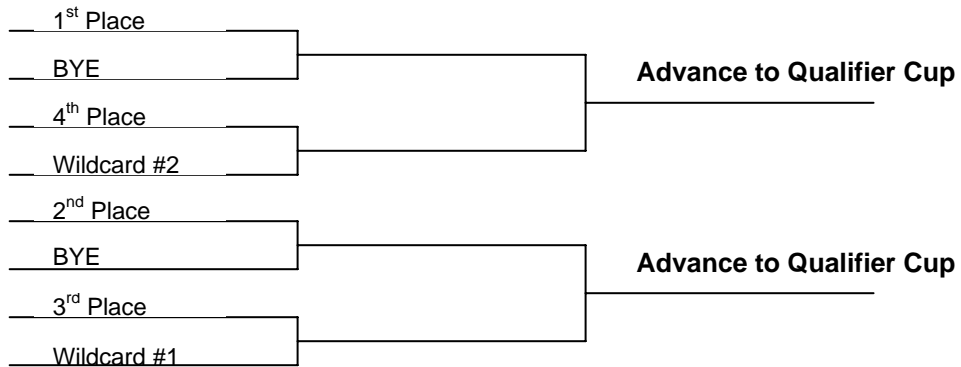 1st Place
BYE
Advance to Qualifier Cup
4th Place
Wildcard #2
2nd Place
BYE
Advance to Qualifier Cup
3rd Place
Wildcard #1